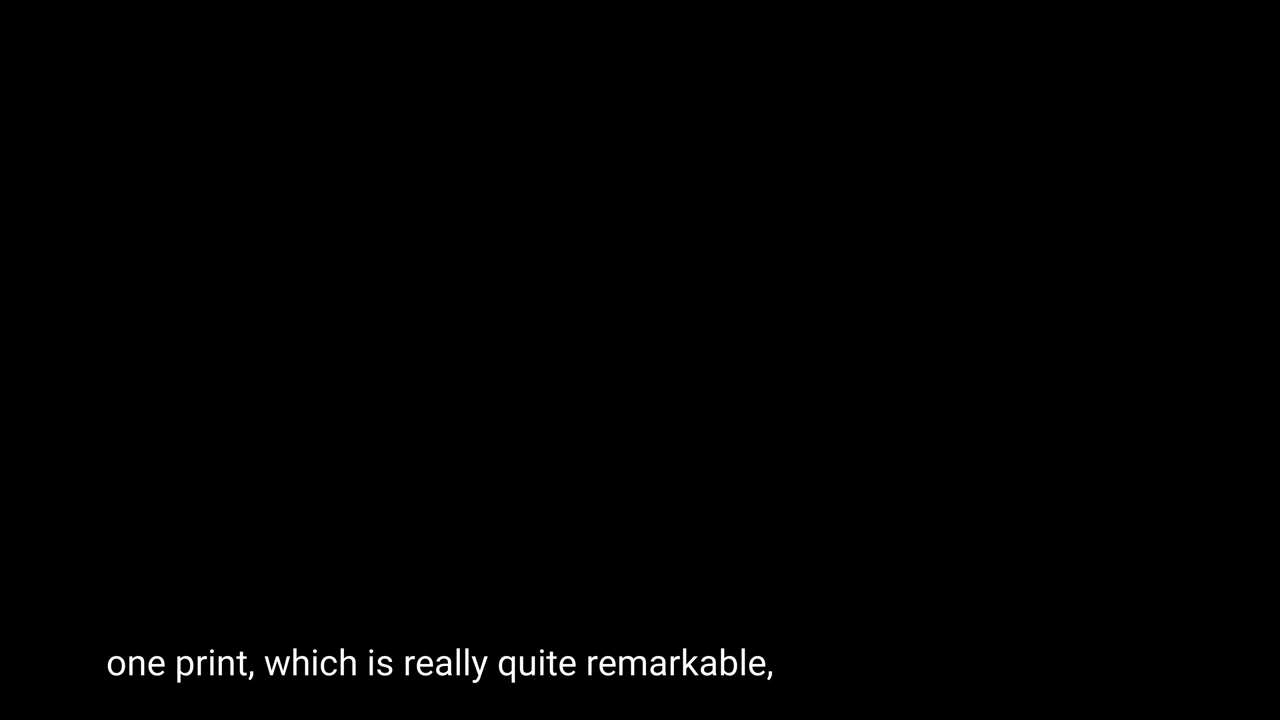 one print, which is really quite remarkable,